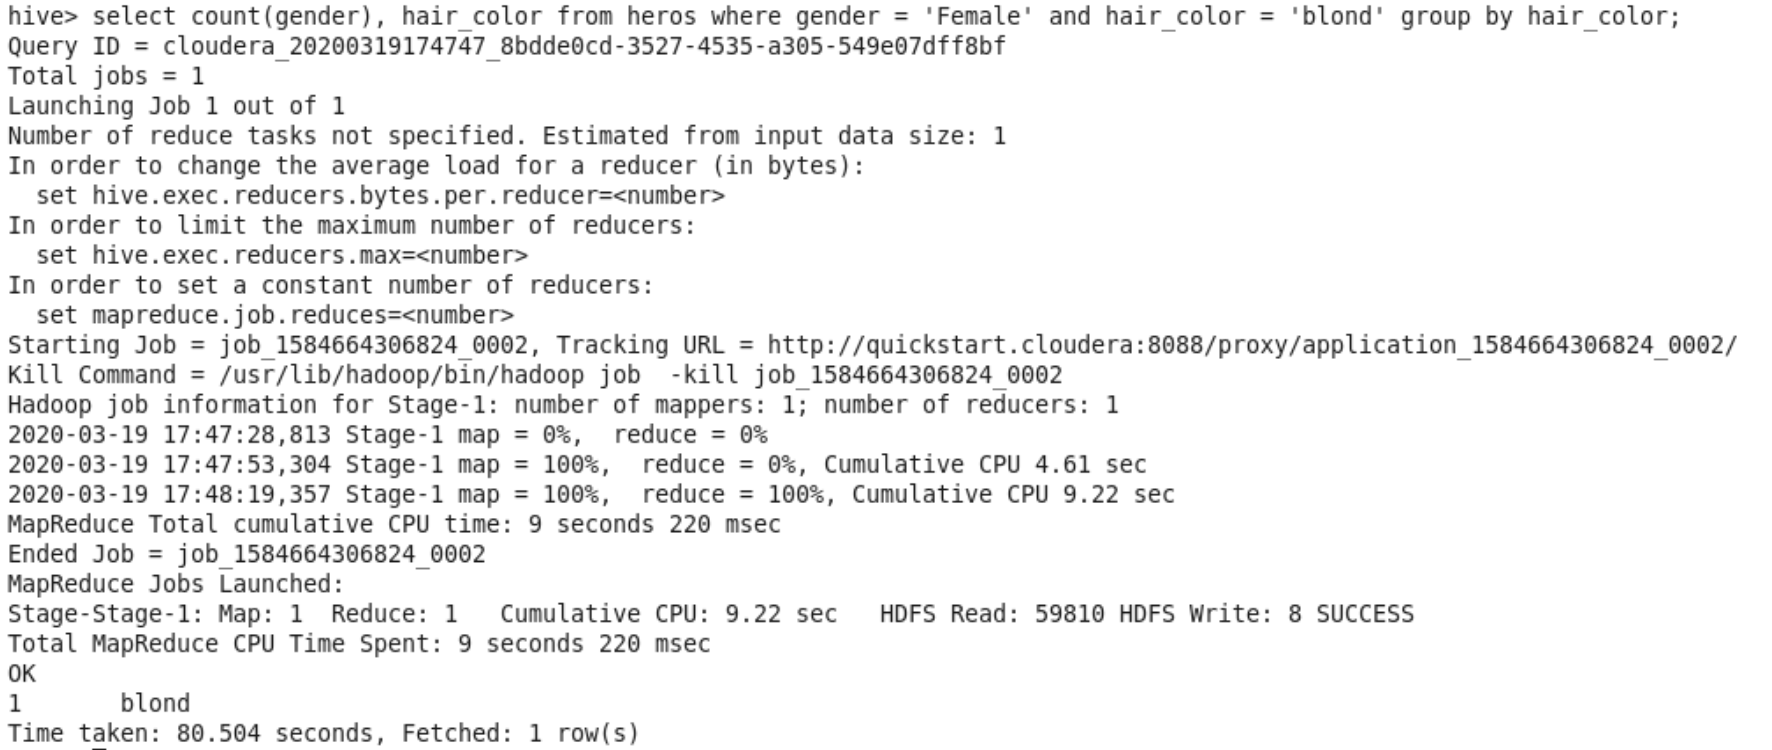 hive> select count(gender), hair_color from heros where gender = 'Female' and hair_color = 'blond' group by hair_color;
Query ID = cloudera_20200319174747_8bdde0cd-3527-4535-a305-549e07dff8bf
Total jobs = 1
Launching Job 1 out of 1
Number of reduce tasks not specified. Estimated from input data size: 1
In order to change the average load for a reducer (in bytes):
  set hive.exec.reducers.bytes.per.reducer=<number>
In order to limit the maximum number of reducers:
  set hive.exec.reducers.max=<number>
In order to set a constant number of reducers:
  set mapreduce.job.reduces=<number>
Starting Job = job_1584664306824_0002, Tracking URL = http://quickstart.cloudera:8088/proxy/application_1584664306824_0002/
Kill Command = /usr/lib/hadoop/bin/hadoop job  -kill job_1584664306824_0002
Hadoop job information for Stage-1: number of mappers: 1; number of reducers: 1
2020-03-19 17:47:28,813 Stage-1 map = 0%,  reduce = 0%
2020-03-19 17:47:53,304 Stage-1 map = 100%,  reduce = 0%, Cumulative CPU 4.61 sec
2020-03-19 17:48:19,357 Stage-1 map = 100%,  reduce = 100%, Cumulative CPU 9.22 sec
MapReduce Total cumulative CPU time: 9 seconds 220 msec
Ended Job = job_1584664306824_0002
MapReduce Jobs Launched:
Stage-Stage-1: Map: 1  Reduce: 1   Cumulative CPU: 9.22 sec   HDFS Read: 59810 HDFS Write: 8 SUCCESS
Total MapReduce CPU Time Spent: 9 seconds 220 msec
OK
1       blond
Time taken: 80.504 seconds, Fetched: 1 row(s)